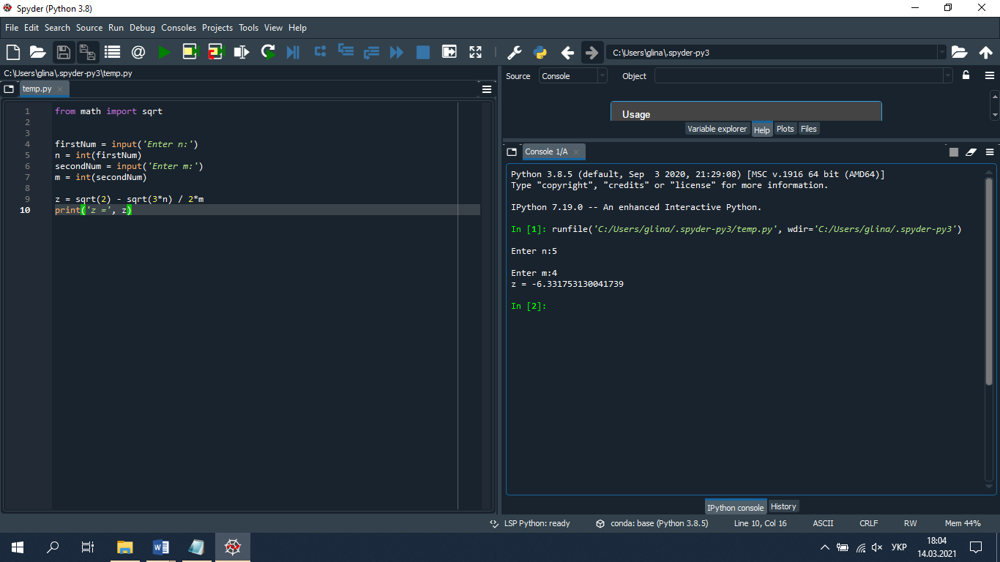 Spyder (Python 3.8)
File Edit Search Source Run Debug Consoles Projects Tools View Help
C:\Users\glina\.spyder-py3
C:\Users\glina\.spyder-py3\temp.py
temp.py
1 from math import sqrt
2
3
4 firstNum = input('Enter n:')
5 n = int(firstNum)
6 secondNum = input('Enter m:')
7 m = int(secondNum)
8
9 z = sqrt(2) - sqrt(3*n) / 2*m
10 print('z =', z)
Source Console Object
Usage
Variable explorer Help Plots Files
Console 1/A
Python 3.8.5 (default, Sep  3 2020, 21:29:08) [MSC v.1916 64 bit (AMD64)]
Type "copyright", "credits" or "license" for more information.
IPython 7.19.0 -- An enhanced Interactive Python.
In [1]: runfile('C:/Users/glina/.spyder-py3/temp.py', wdir='C:/Users/glina/.spyder-py3')
Enter n:5
Enter m:4
z = -6.331753130041739
In [2]:
IPython console History
LSP Python: ready conda: base (Python 3.8.5) Line 10, Col 16 ASCII CRLF RW Mem 44%
УКР
18:04
14.03.2021